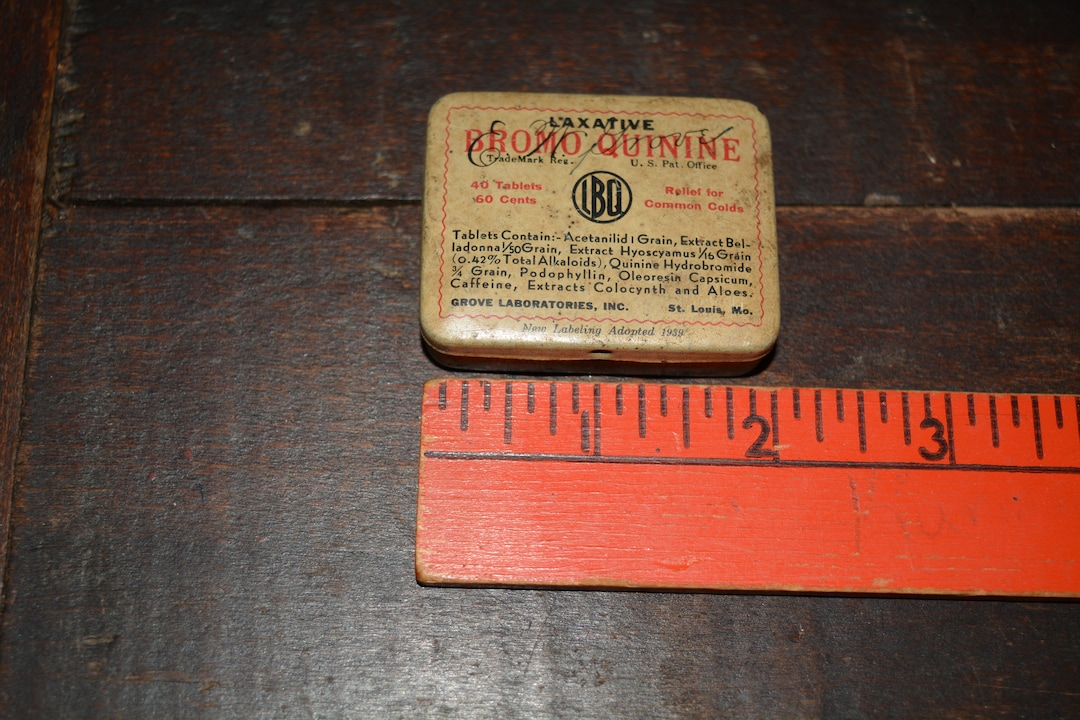 LAXATIVE
BROMO QUININE
E. W. Grove
TradeMark Reg. U. S. Pat. Office
40 Tablets
60 Cents
LBQ
Relief for
Common Colds
Tablets Contain:- Acetanilid 1 Grain, Extract Bel-
ladonna 1/50 Grain, Extract Hyoscyamus 1/16 Grain
(0.42% Total Alkaloids), Quinine Hydrobromide
3/4 Grain, Podophyllin, Oleoresin Capsicum,
Caffeine, Extracts Colocynth and Aloes.
GROVE LABORATORIES, INC. St. Louis, Mo.
New Labeling Adopted 1939
1 2 3